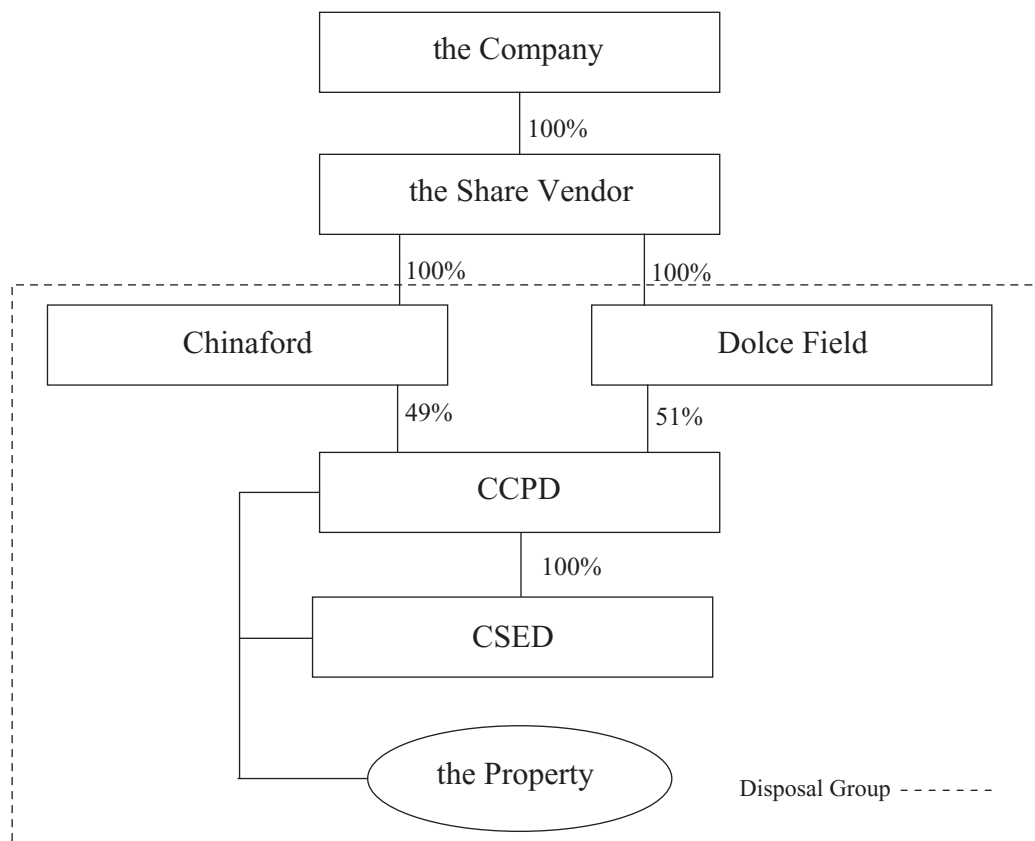 the Company
100%
the Share Vendor
100%
100%
Chinaford
Dolce Field
49%
51%
CCPD
100%
CSED
the Property
Disposal Group